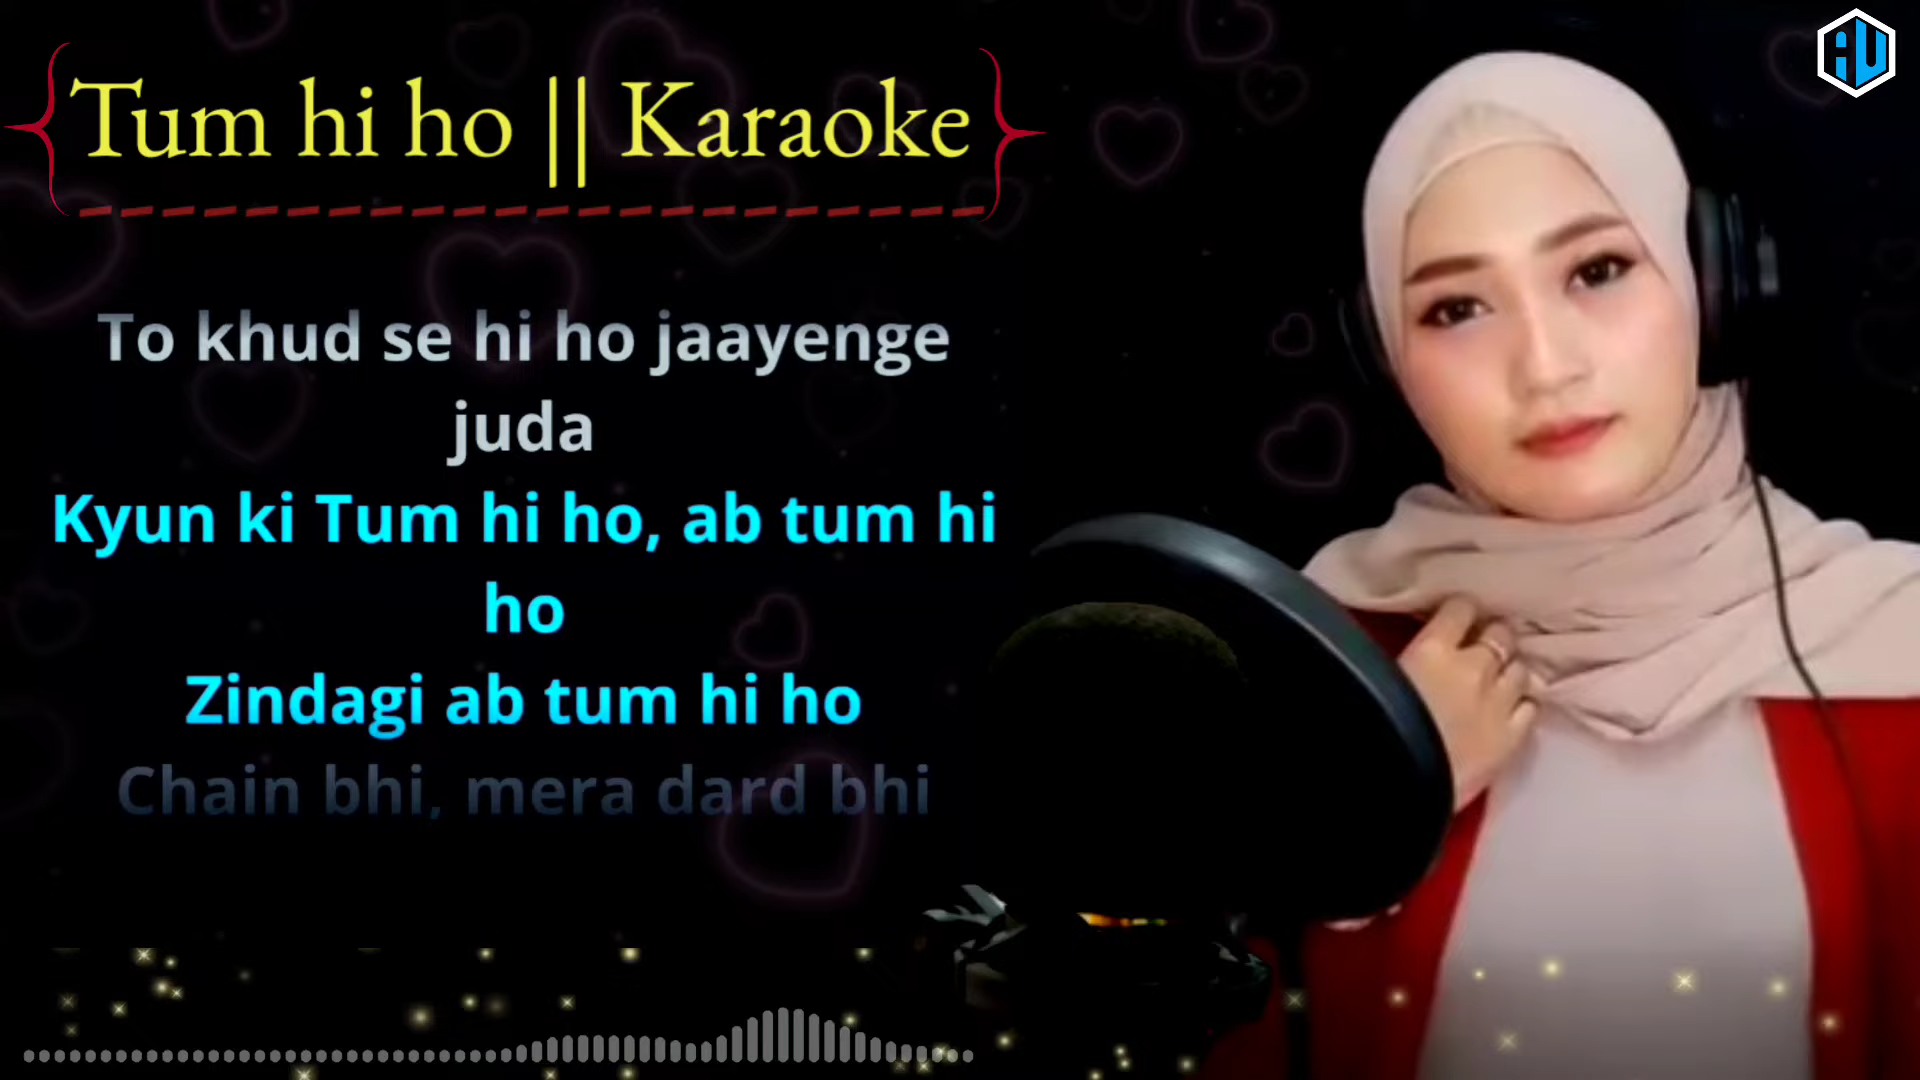 Tum hi ho || Karaoke
To khud se hi ho jaayenge
juda
Kyun ki Tum hi ho, ab tum hi
ho
Zindagi ab tum hi ho
Chain bhi, mera dard bhi
AU